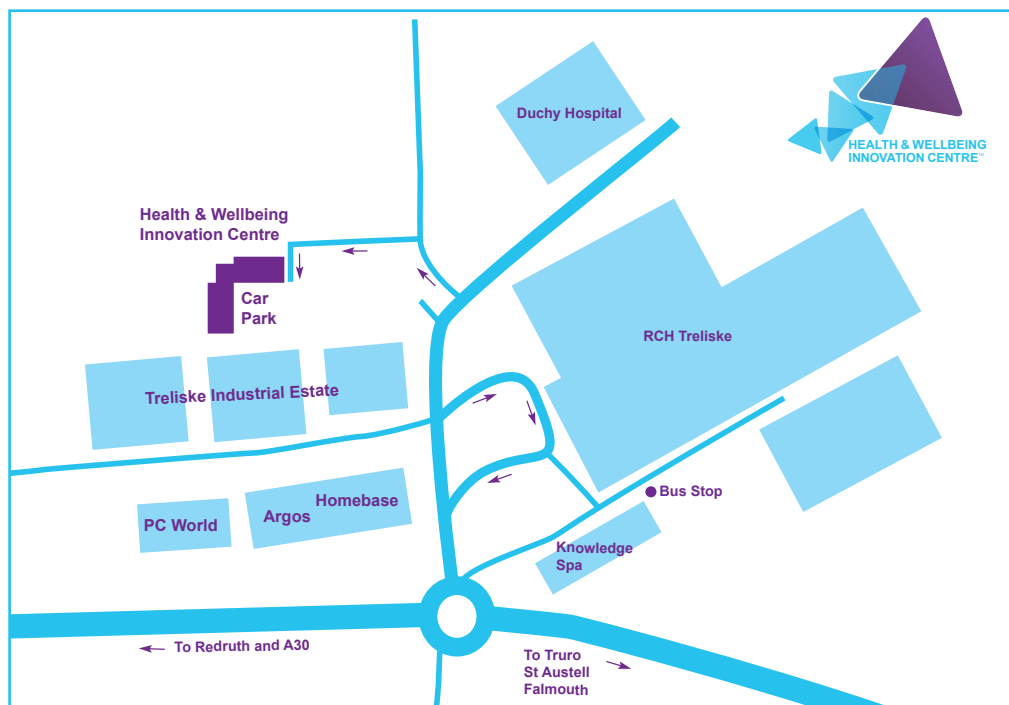 Duchy Hospital
HEALTH & WELLBEING
INNOVATION CENTRE™
Health & Wellbeing
Innovation Centre
Car
Park
RCH Treliske
Treliske Industrial Estate
Homebase
Argos
PC World
Bus Stop
Knowledge
Spa
To Redruth and A30
To Truro
St Austell
Falmouth